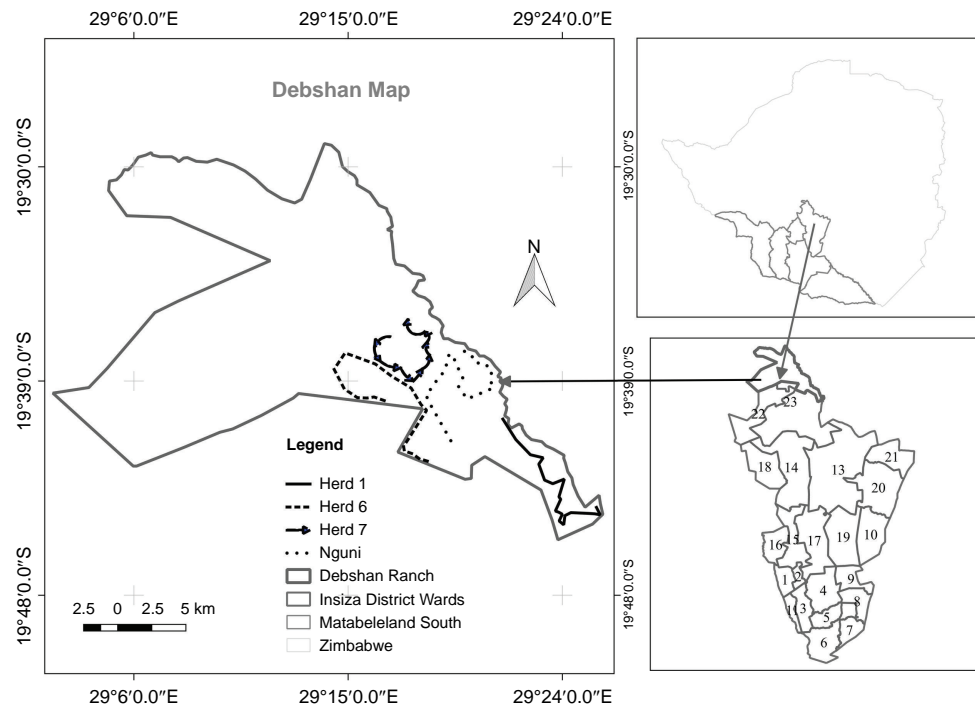 29°6′0.0″E 29°15′0.0″E 29°24′0.0″E
Debshan Map
19°30′0.0″S
19°39′0.0″S
19°48′0.0″S
N
Legend
Herd 1
Herd 6
Herd 7
Nguni
Debshan Ranch
Insiza District Wards
Matabeleland South
Zimbabwe
2.5 0 2.5 5 km
29°6′0.0″E 29°15′0.0″E 29°24′0.0″E
19°30′0.0″S
19°39′0.0″S
19°48′0.0″S
22 23
18 14 13 21
20
16 15 17 19 10
1 2 4 9
11 3 5 8
6 7